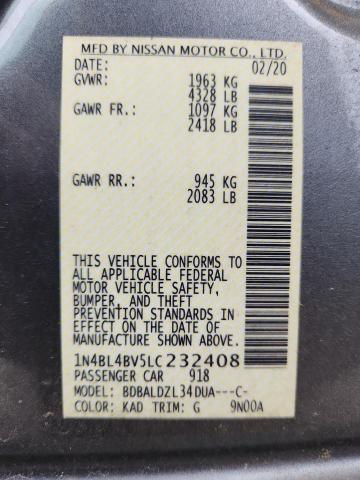 MFD BY NISSAN MOTOR CO., LTD.
DATE: 02/20
GVWR: 1963 KG
4328 LB
GAWR FR.: 1097 KG
2418 LB
GAWR RR.: 945 KG
2083 LB
THIS VEHICLE CONFORMS TO
ALL APPLICABLE FEDERAL
MOTOR VEHICLE SAFETY,
BUMPER, AND THEFT
PREVENTION STANDARDS IN
EFFECT ON THE DATE OF
MANUFACTURE SHOWN ABOVE.
1N4BL4BV5LC232408
PASSENGER CAR 918
MODEL: BDBALDZL34DUA---C-
COLOR: KAD TRIM: G 9N00A